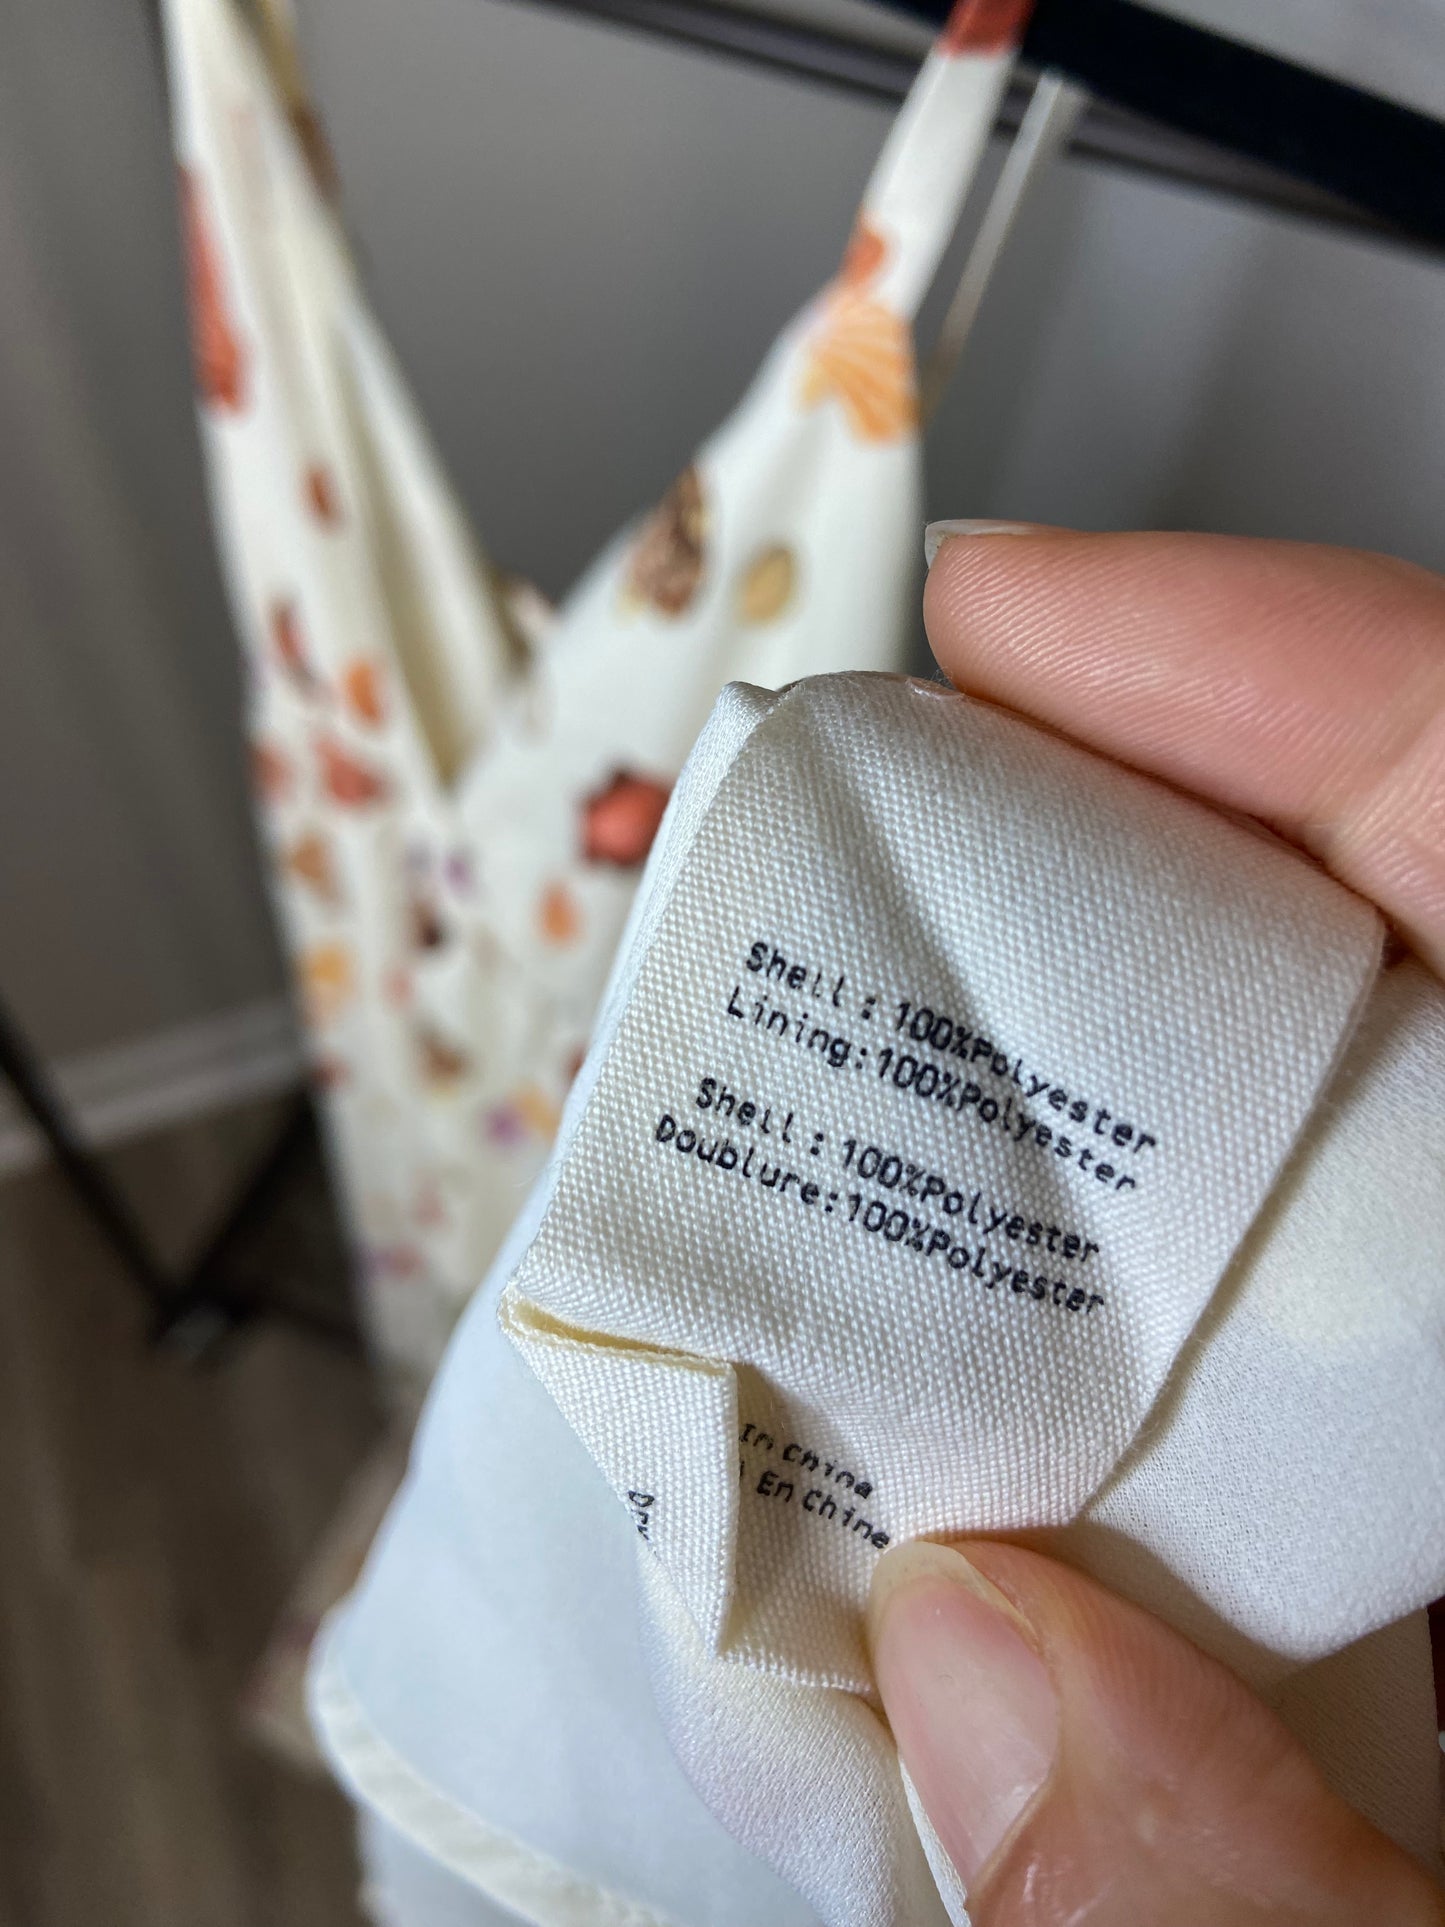 Shell: 100%Polyester
Lining:100%Polyester
Shell: 100%Polyester
Doublure:100%Polyester
In China
En Chine